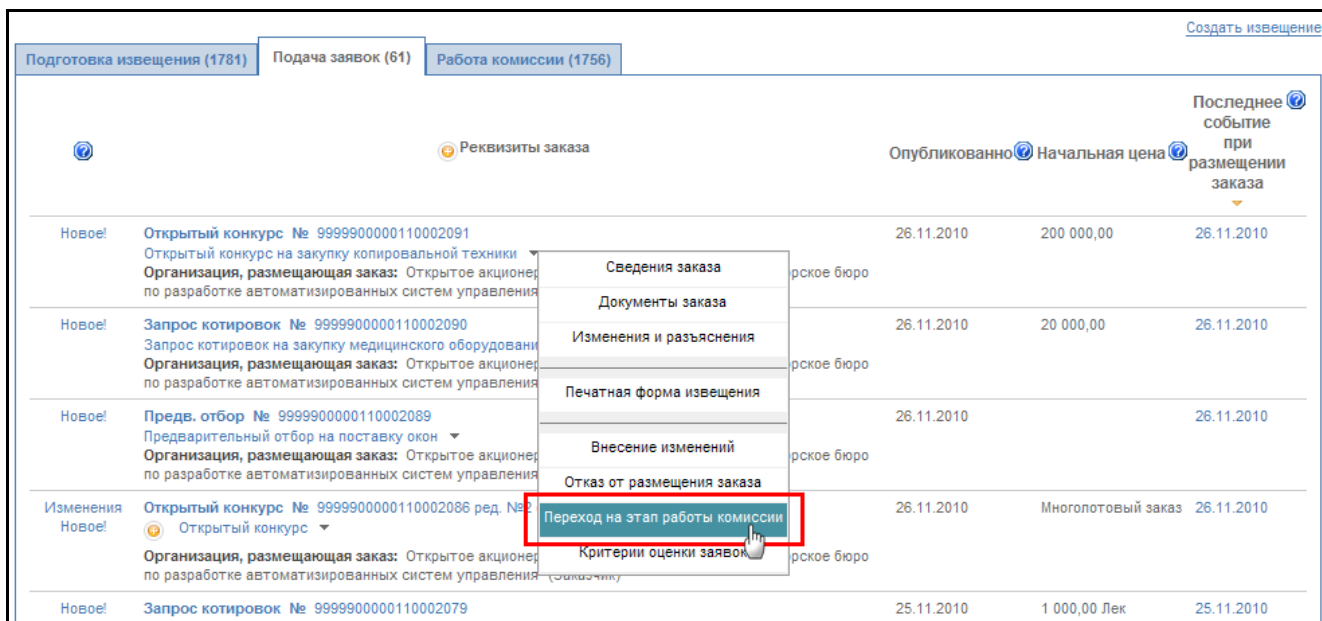 Создать извещение
Подготовка извещения (1781)
Подача заявок (61)
Работа комиссии (1756)
Реквизиты заказа
Опубликованно
Начальная цена
Последнее
событие
при
размещении
заказа
Новое!
Открытый конкурс № 9999900000110002091
26.11.2010
200 000,00
26.11.2010
Открытый конкурс на закупку копировальной техники
Организация, размещающая заказ: Открытое
рское бюро
по разработке автоматизированных систем управления
Новое!
Запрос котировок № 9999900000110002090
26.11.2010
20 000,00
26.11.2010
Запрос котировок на закупку медицинского
Организация, размещающая заказ: Открытое
рское бюро
по разработке автоматизированных систем управления
Новое!
Предв. отбор № 9999900000110002089
26.11.2010
26.11.2010
Предварительный отбор на поставку окон
Организация, размещающая заказ: Открытое
рское бюро
по разработке автоматизированных систем управления
Изменения
Новое!
Открытый конкурс № 9999900000110002086 ред. №2
26.11.2010
Многолотовый заказ
26.11.2010
Открытый конкурс
Организация, размещающая заказ: Открытое
рское бюро
по разработке автоматизированных систем управления
Новое!
Запрос котировок № 9999900000110002079
25.11.2010
1 000,00 Лек
25.11.2010
Сведения заказа
Документы заказа
Изменения и разъяснения
Печатная форма извещения
Внесение изменений
Отказ от размещения заказа
Переход на этап работы комиссии
Критерии оценки заявок